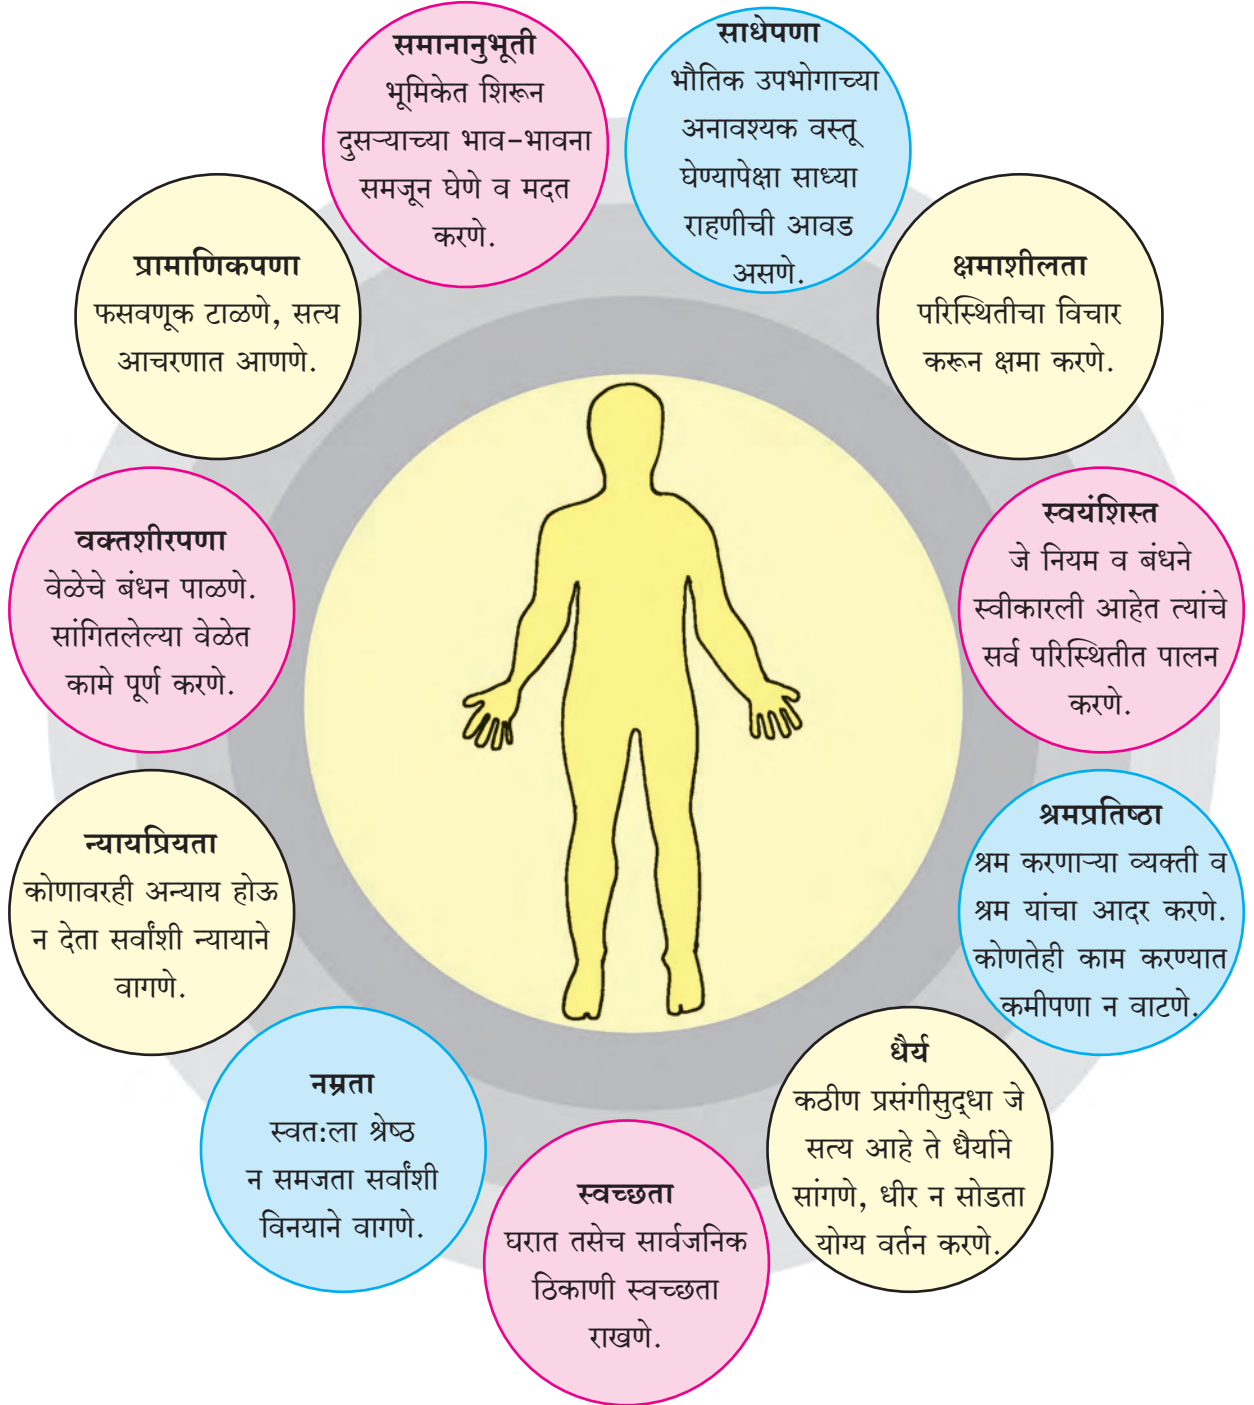 समानानुभूती
भूमिकेत शिरून
दुसऱ्याच्या भाव-भावना
समजून घेणे व मदत
करणे.
साधेपणा
भौतिक उपभोगाच्या
अनावश्यक वस्तू
घेण्यापेक्षा साध्या
राहणीची आवड
असणे.
प्रामाणिकपणा
फसवणूक टाळणे, सत्य
आचरणात आणणे.
क्षमाशीलता
परिस्थितीचा विचार
करून क्षमा करणे.
वक्तशीरपणा
वेळेचे बंधन पाळणे.
सांगितलेल्या वेळेत
कामे पूर्ण करणे.
स्वयंशिस्त
जे नियम व बंधने
स्वीकारली आहेत त्यांचे
सर्व परिस्थितीत पालन
करणे.
न्यायप्रियता
कोणावरही अन्याय होऊ
न देता सर्वांशी न्यायाने
वागणे.
श्रमप्रतिष्ठा
श्रम करणाऱ्या व्यक्ती व
श्रम यांचा आदर करणे.
कोणतेही काम करण्यात
कमीपणा न वाटणे.
नम्रता
स्वत:ला श्रेष्ठ
न समजता सर्वांशी
विनयाने वागणे.
स्वच्छता
घरात तसेच सार्वजनिक
ठिकाणी स्वच्छता
राखणे.
धैर्य
कठीण प्रसंगीसुद्धा जे
सत्य आहे ते धैर्याने
सांगणे, धीर न सोडता
योग्य वर्तन करणे.